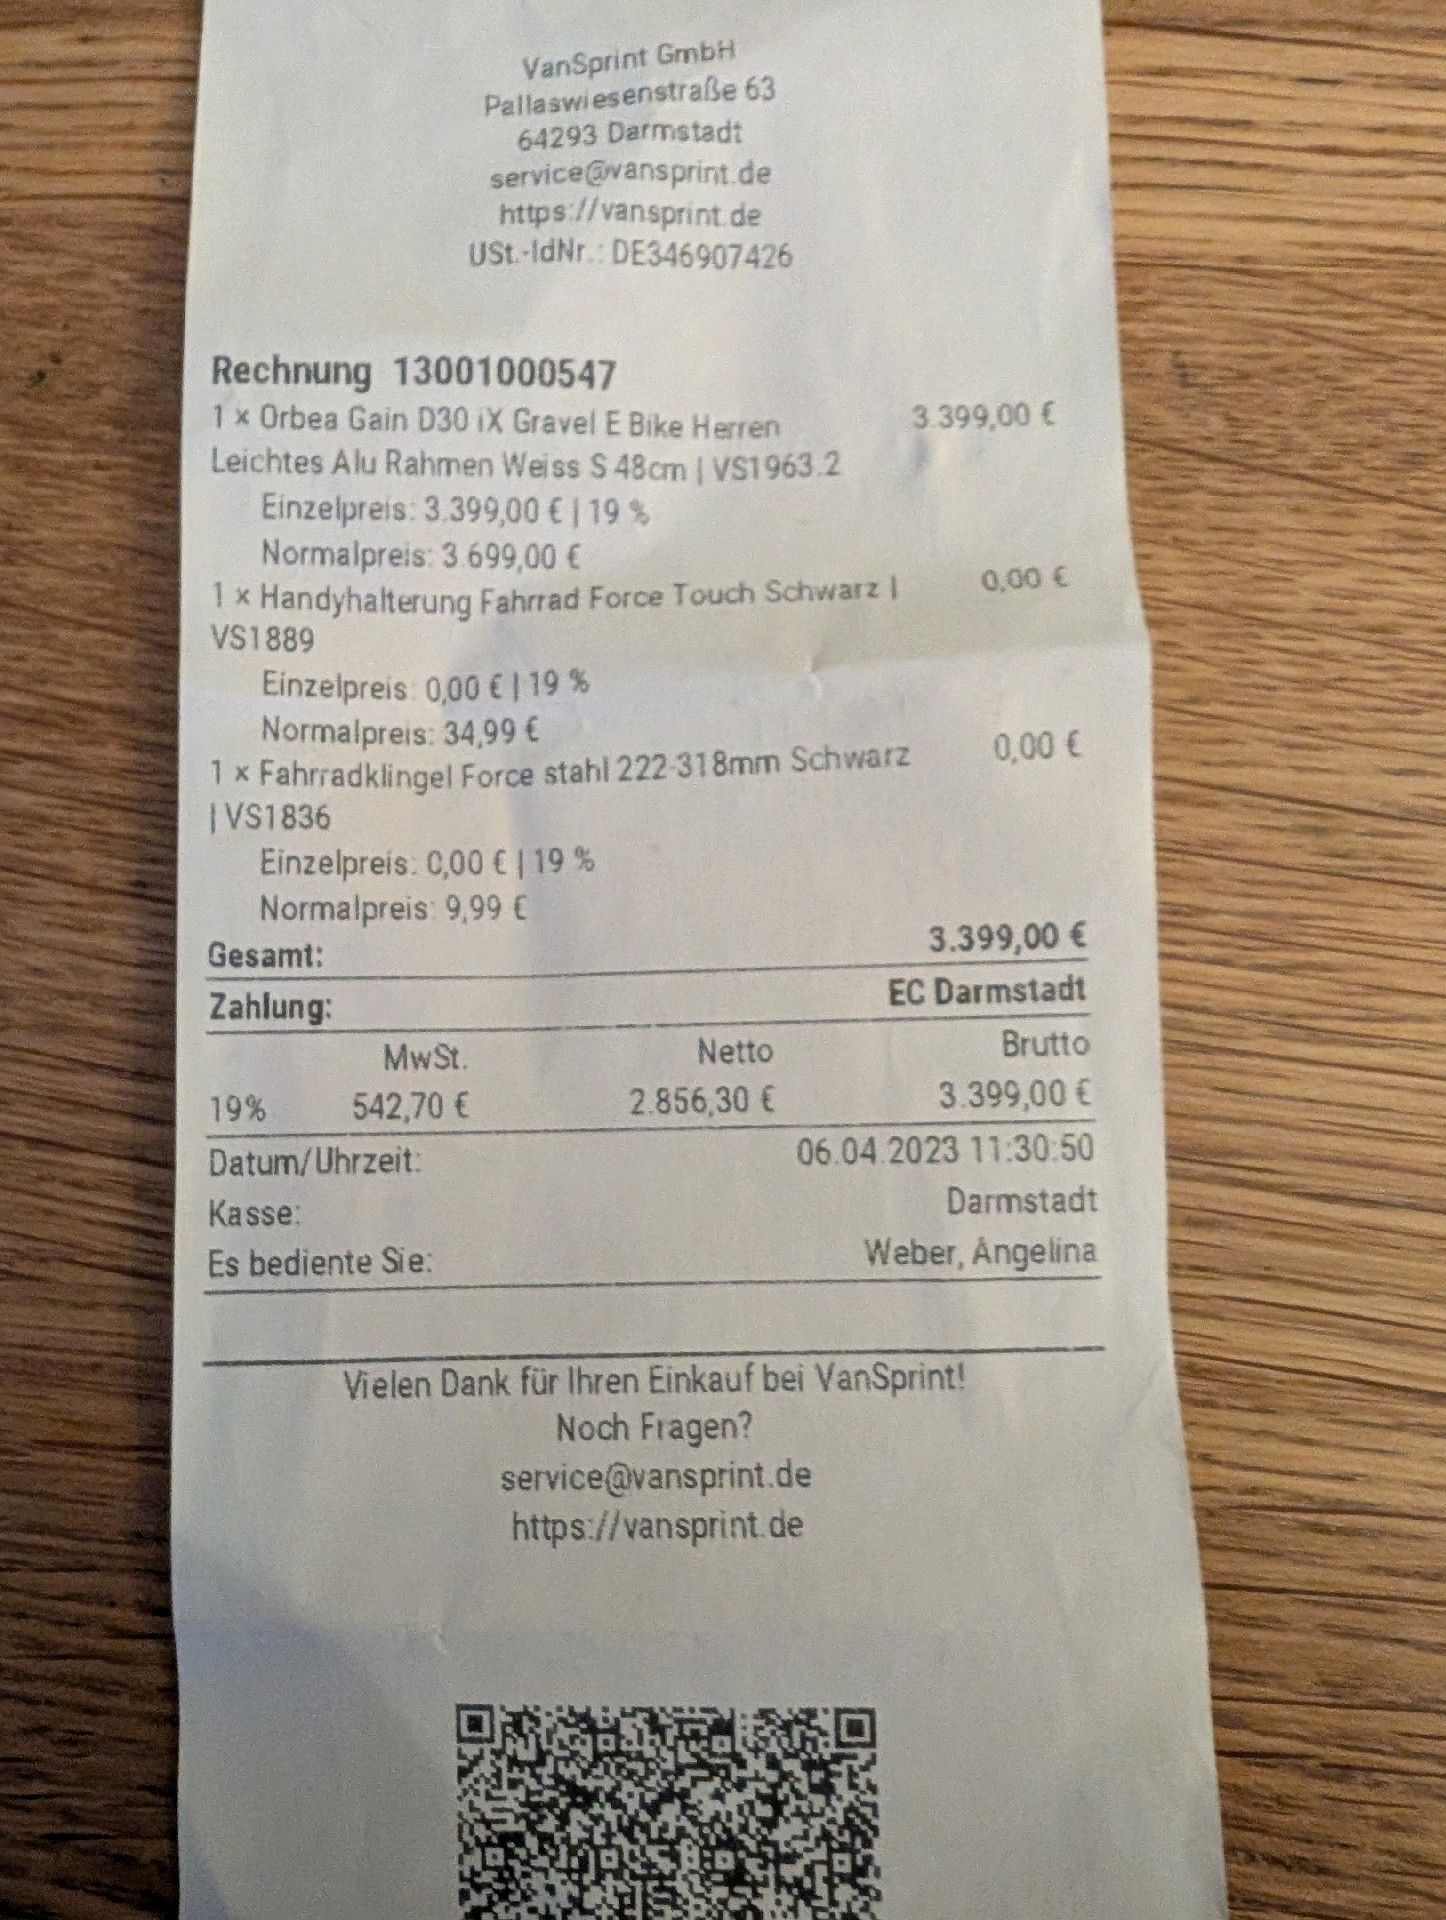 VanSprint GmbH
Pallaswiesenstraße 63
64293 Darmstadt
service@vansprint.de
https://vansprint.de
USt.-IdNr.: DE346907426
Rechnung 13001000547
1 × Orbea Gain D30 iX Gravel E Bike Herren 3.399,00 €
Leichtes Alu Rahmen Weiss S 48cm | VS1963.2
Einzelpreis: 3.399,00 € | 19 %
Normalpreis: 3.699,00 €
1 × Handyhalterung Fahrrad Force Touch Schwarz | 0,00 €
VS1889
Einzelpreis: 0,00 € | 19 %
Normalpreis: 34,99 €
1 × Fahrradklingel Force stahl 222-318mm Schwarz 0,00 €
| VS1836
Einzelpreis: 0,00 € | 19 %
Normalpreis: 9,99 €
Gesamt: 3.399,00 €
Zahlung: EC Darmstadt
MwSt. Netto Brutto
19% 542,70 € 2.856,30 € 3.399,00 €
Datum/Uhrzeit: 06.04.2023 11:30:50
Kasse: Darmstadt
Es bediente Sie: Weber, Angelina
Vielen Dank für Ihren Einkauf bei VanSprint!
Noch Fragen?
service@vansprint.de
https://vansprint.de